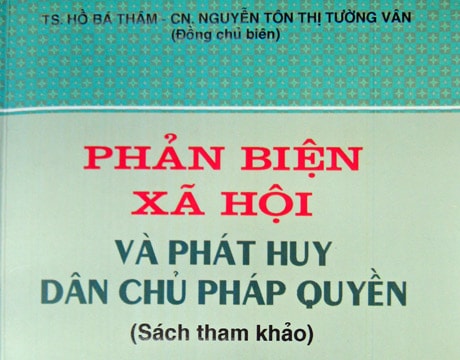 TS. HỒ BÁ THÂM - CN. NGUYỄN TÔN THỊ TƯỜNG VÂN
(Đồng chủ biên)
PHẢN BIỆN
XÃ HỘI
VÀ PHÁT HUY
DÂN CHỦ PHÁP QUYỀN
(Sách tham khảo)